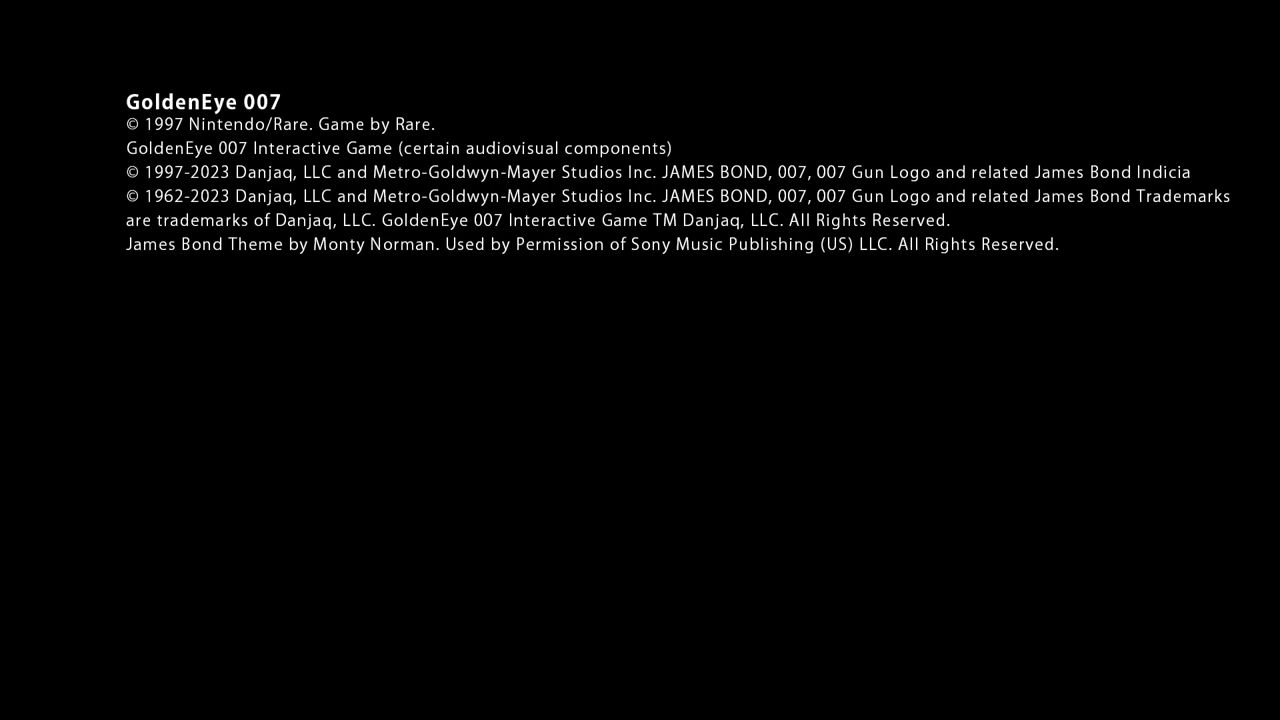 GoldenEye 007
© 1997 Nintendo/Rare. Game by Rare.
GoldenEye 007 Interactive Game (certain audiovisual components)
© 1997-2023 Danjaq, LLC and Metro-Goldwyn-Mayer Studios Inc. JAMES BOND, 007, 007 Gun Logo and related James Bond Indicia
© 1962-2023 Danjaq, LLC and Metro-Goldwyn-Mayer Studios Inc. JAMES BOND, 007, 007 Gun Logo and related James Bond Trademarks
are trademarks of Danjaq, LLC. GoldenEye 007 Interactive Game TM Danjaq, LLC. All Rights Reserved.
James Bond Theme by Monty Norman. Used by Permission of Sony Music Publishing (US) LLC. All Rights Reserved.